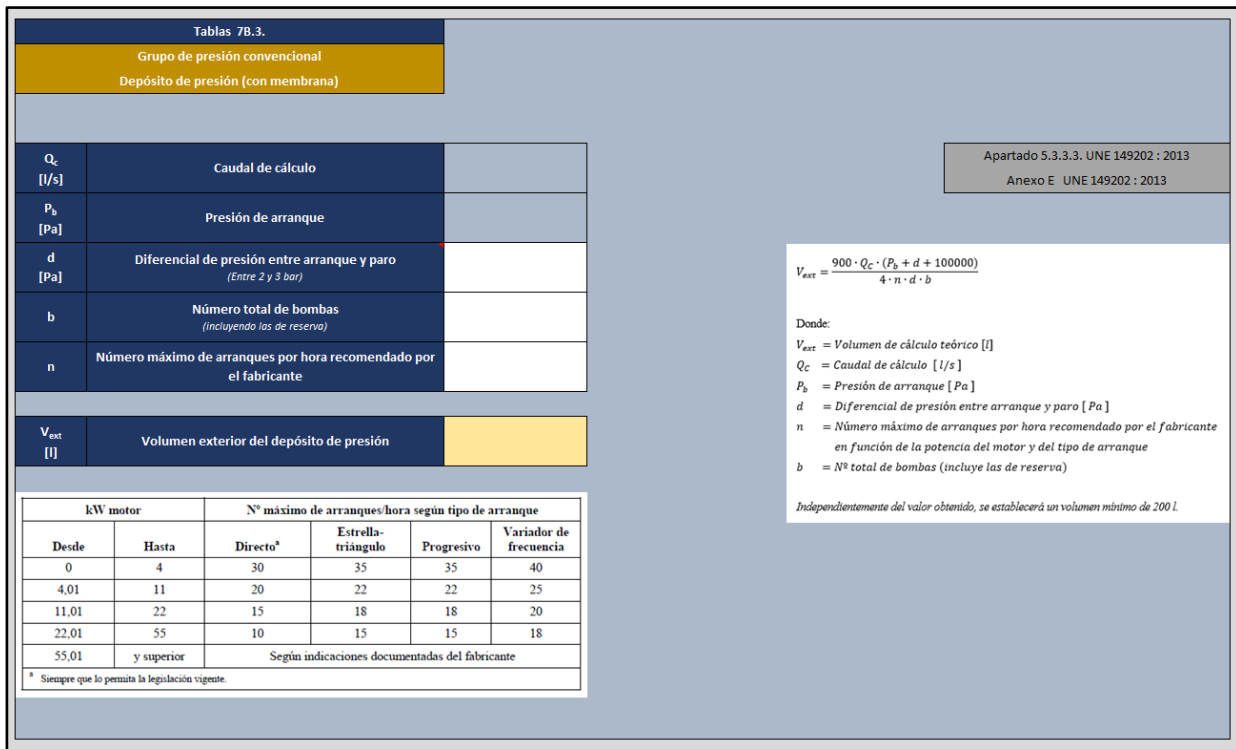 Tablas 7B.3.
Grupo de presión convencional
Depósito de presión (con membrana)
Qc
[l/s]
Caudal de cálculo
Pb
[Pa]
Presión de arranque
d
[Pa]
Diferencial de presión entre arranque y paro
(Entre 2 y 3 bar)
b
Número total de bombas
(incluyendo las de reserva)
n
Número máximo de arranques por hora recomendado por
el fabricante
Vext
[l]
Volumen exterior del depósito de presión
kW motor Nº máximo de arranques/hora según tipo de arranque
Desde Hasta Directoª Estrella-triángulo Progresivo Variador de frecuencia
0 4 30 35 35 40
4,01 11 20 22 22 25
11,01 22 15 18 18 20
22,01 55 10 15 15 18
55,01 y superior Según indicaciones documentadas del fabricante
ª Siempre que lo permita la legislación vigente.
Apartado 5.3.3.3. UNE 149202 : 2013
Anexo E UNE 149202 : 2013
Vext = 900 · QC · (Pb + d + 100000) / 4 · n · d · b
Donde:
Vext = Volumen de cálculo teórico [l]
QC = Caudal de cálculo [l/s]
Pb = Presión de arranque [Pa]
d = Diferencial de presión entre arranque y paro [Pa]
n = Número máximo de arranques por hora recomendado por el fabricante
en función de la potencia del motor y del tipo de arranque
b = Nº total de bombas (incluye las de reserva)
Independientemente del valor obtenido, se establecerá un volumen mínimo de 200 l.